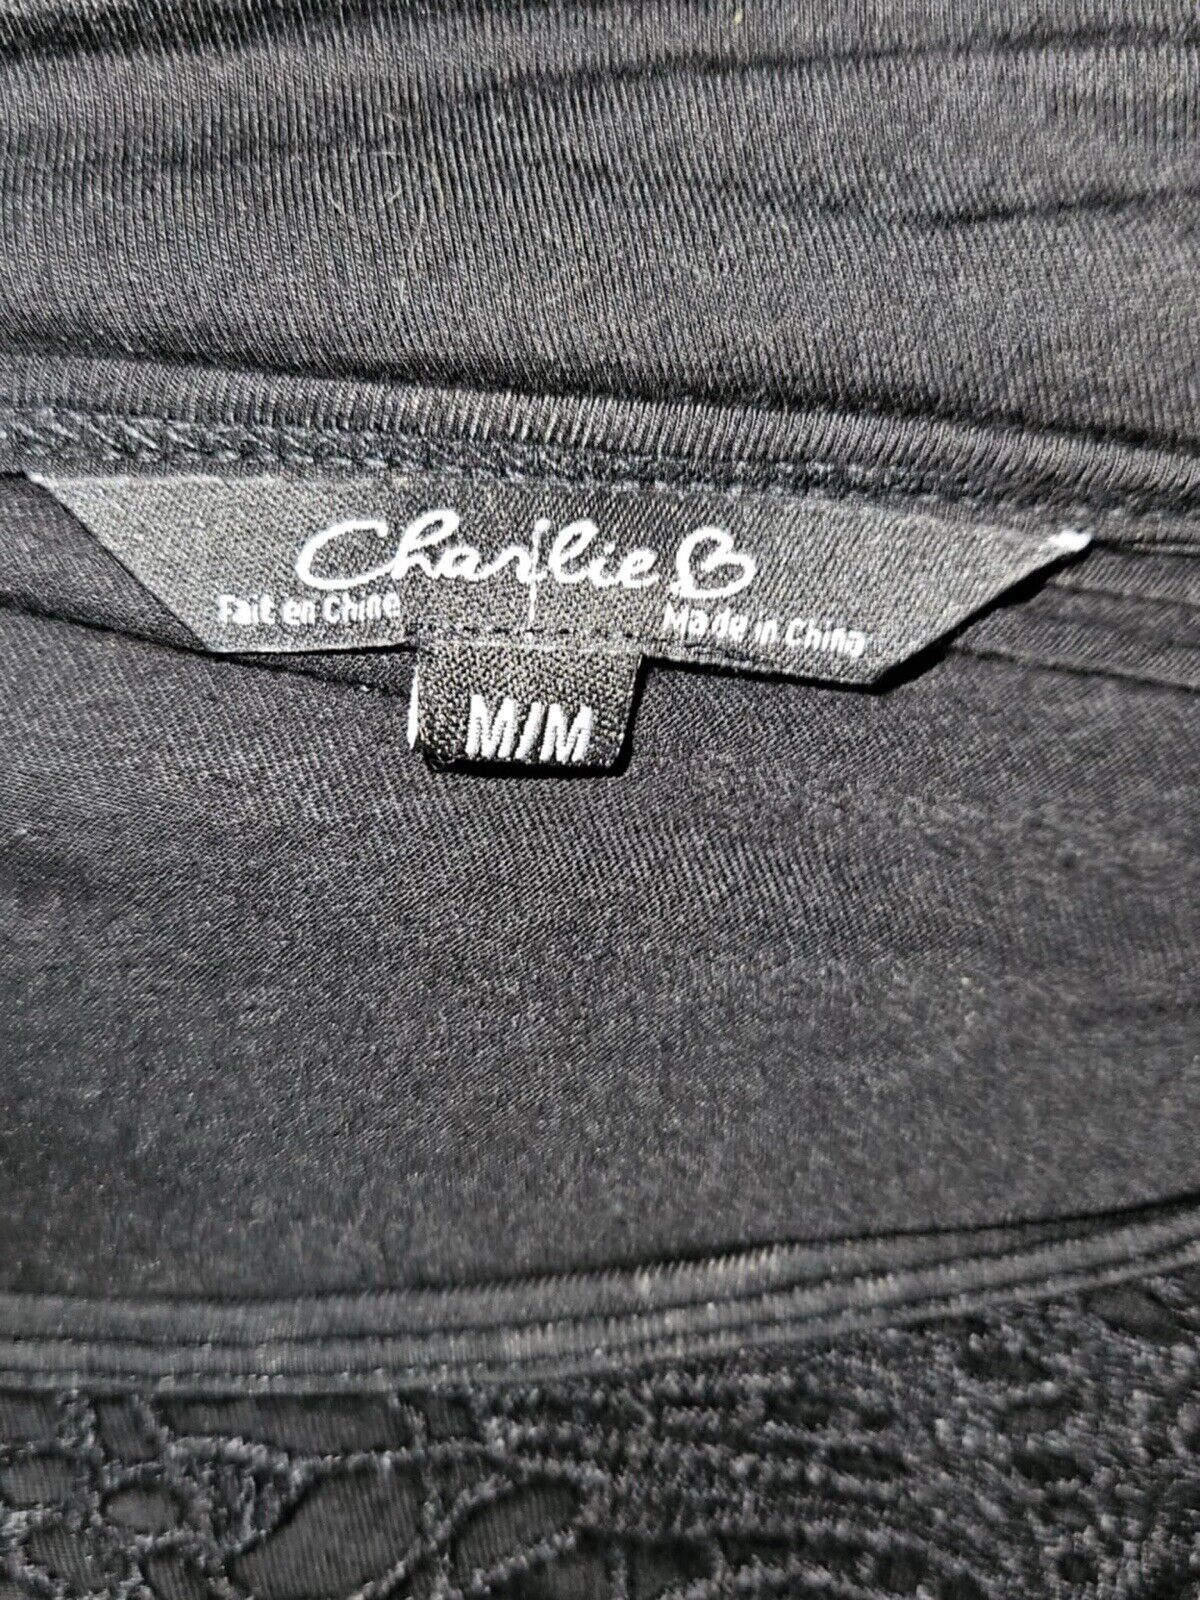 Charlie B
Fait en Chine Made in China
M/M